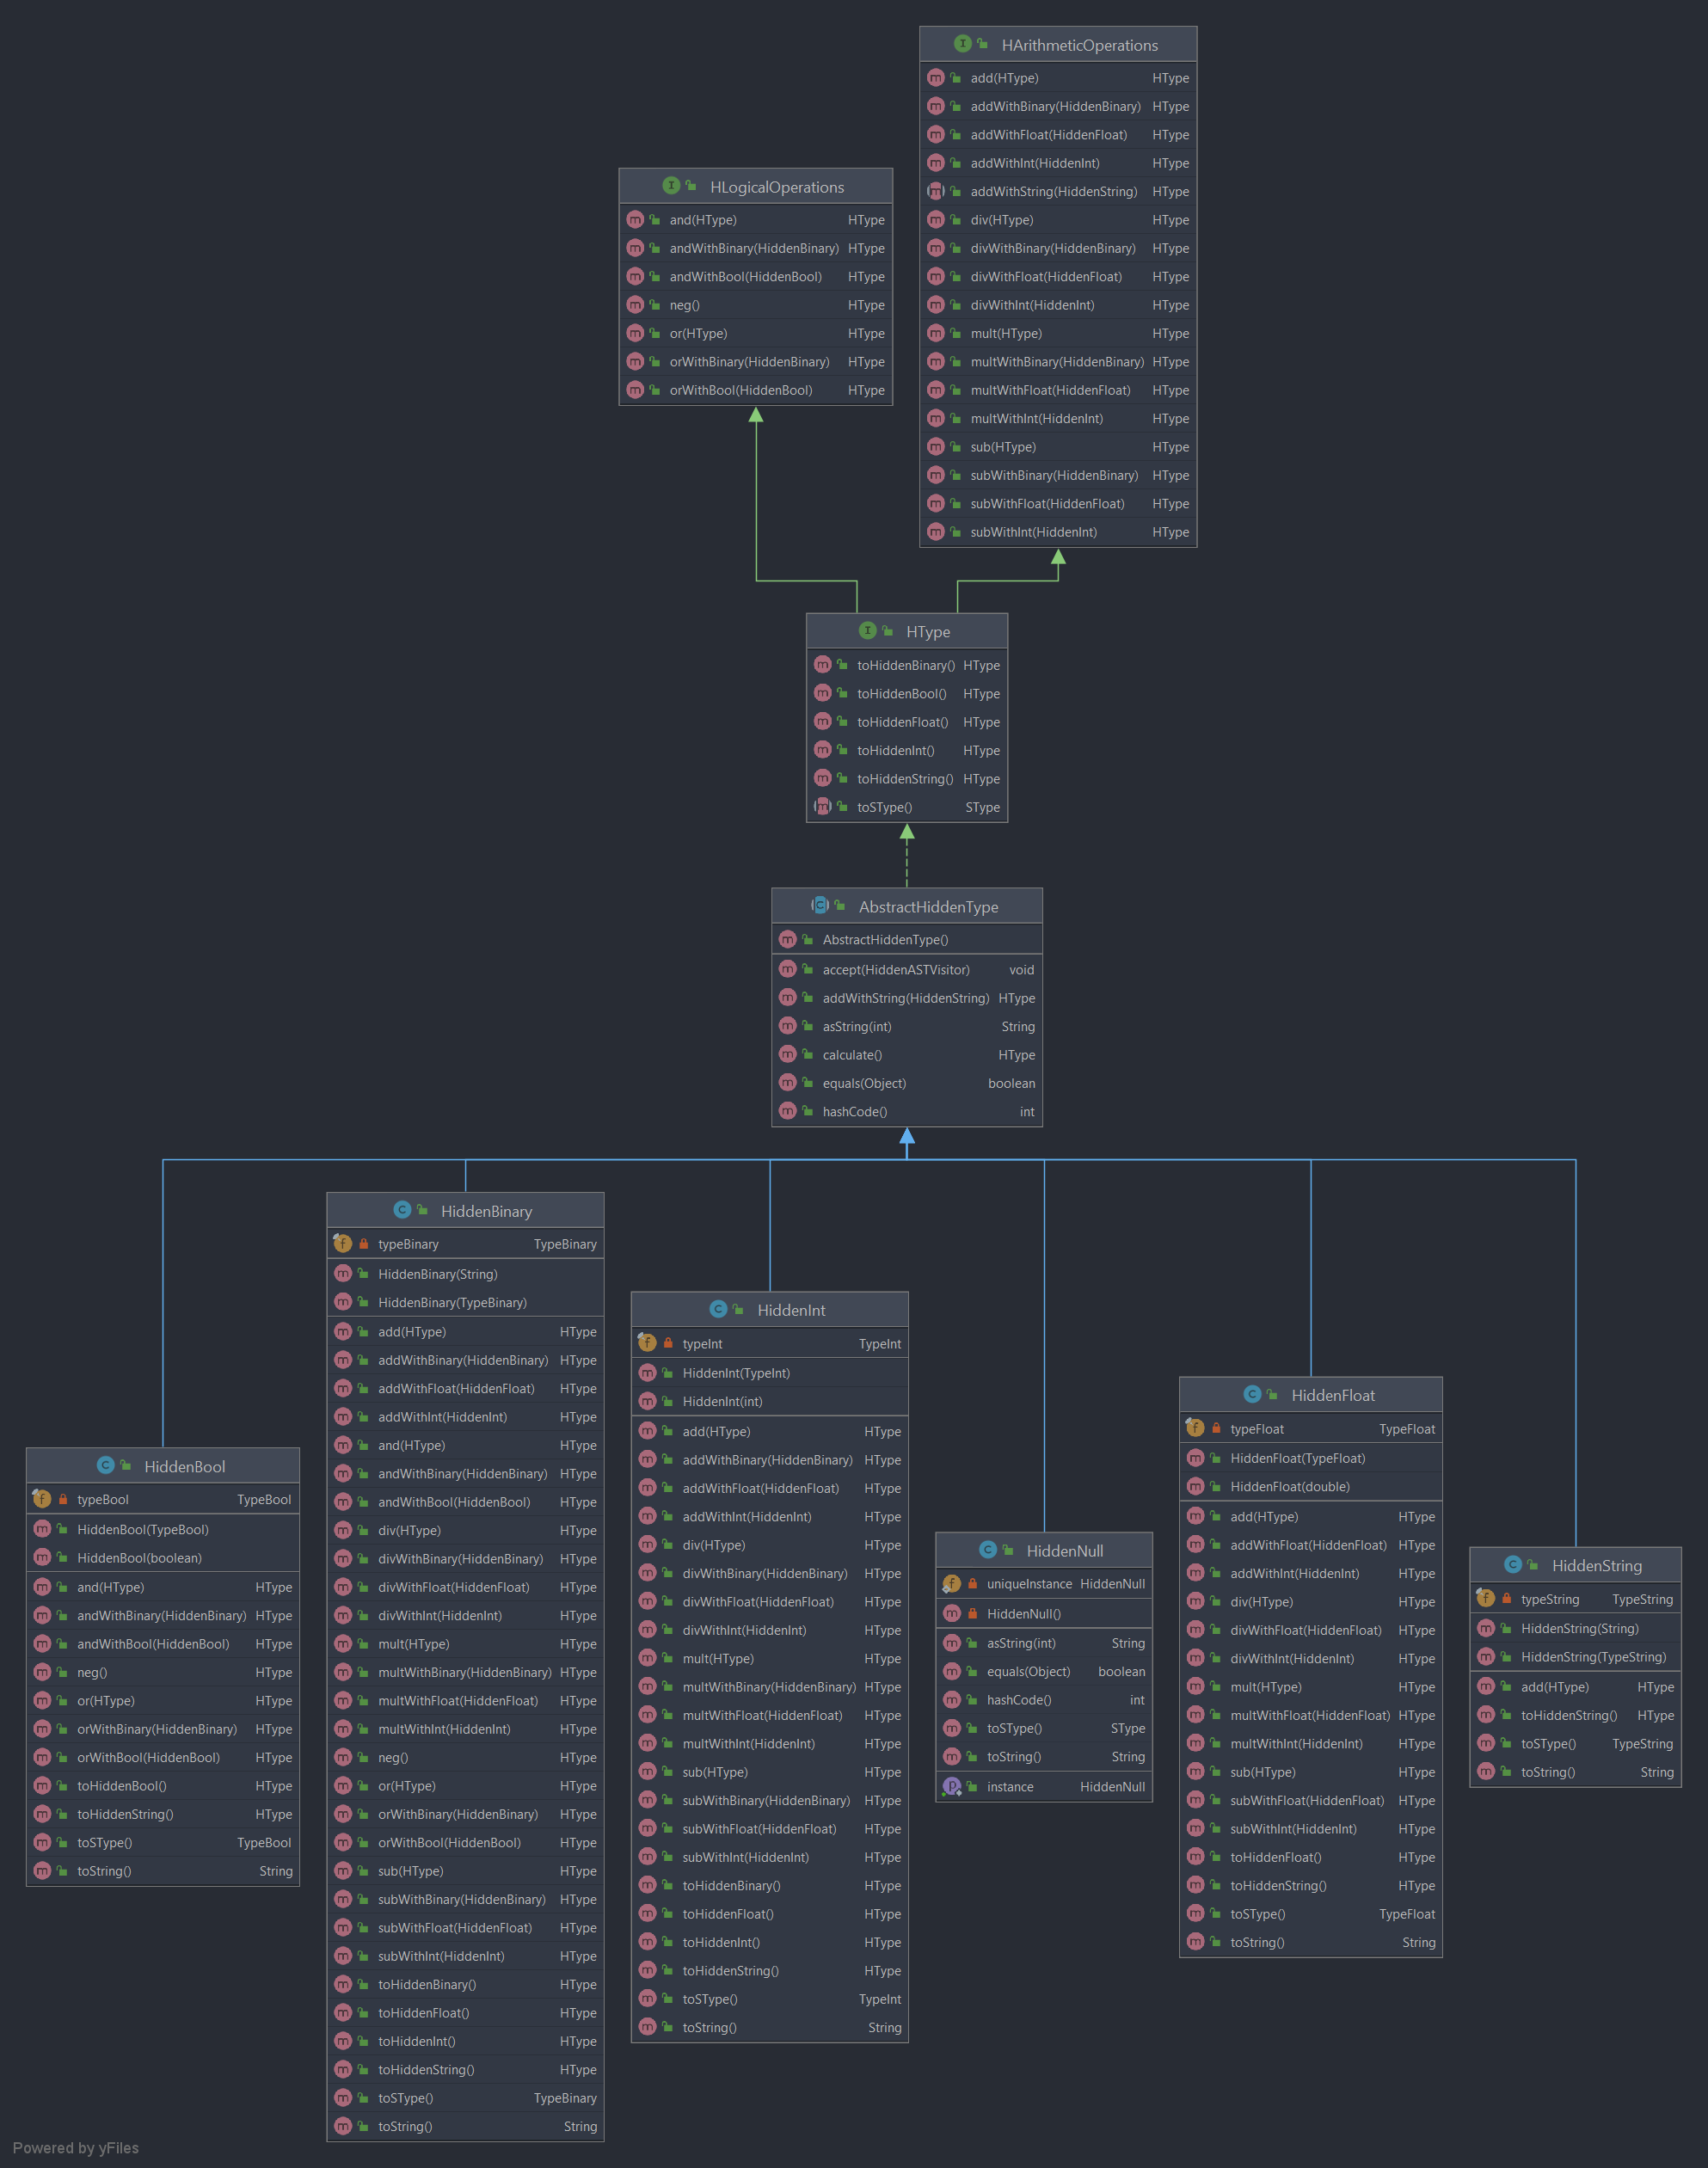 HArithmeticOperations
add(HType) HType
addWithBinary(HiddenBinary) HType
addWithFloat(HiddenFloat) HType
addWithInt(HiddenInt) HType
addWithString(HiddenString) HType
div(HType) HType
divWithBinary(HiddenBinary) HType
divWithFloat(HiddenFloat) HType
divWithInt(HiddenInt) HType
mult(HType) HType
multWithBinary(HiddenBinary) HType
multWithFloat(HiddenFloat) HType
multWithInt(HiddenInt) HType
sub(HType) HType
subWithBinary(HiddenBinary) HType
subWithFloat(HiddenFloat) HType
subWithInt(HiddenInt) HType
HLogicalOperations
and(HType) HType
andWithBinary(HiddenBinary) HType
andWithBool(HiddenBool) HType
neg() HType
or(HType) HType
orWithBinary(HiddenBinary) HType
orWithBool(HiddenBool) HType
HType
toHiddenBinary() HType
toHiddenBool() HType
toHiddenFloat() HType
toHiddenInt() HType
toHiddenString() HType
toSType() SType
AbstractHiddenType
AbstractHiddenType()
accept(HiddenASTVisitor) void
addWithString(HiddenString) HType
asString(int) String
calculate() HType
equals(Object) boolean
hashCode() int
HiddenBool
typeBool TypeBool
HiddenBool(TypeBool)
HiddenBool(boolean)
and(HType) HType
andWithBinary(HiddenBinary) HType
andWithBool(HiddenBool) HType
neg() HType
or(HType) HType
orWithBinary(HiddenBinary) HType
orWithBool(HiddenBool) HType
toHiddenBool() HType
toHiddenString() HType
toSType() TypeBool
toString() String
HiddenBinary
typeBinary TypeBinary
HiddenBinary(String)
HiddenBinary(TypeBinary)
add(HType) HType
addWithBinary(HiddenBinary) HType
addWithFloat(HiddenFloat) HType
addWithInt(HiddenInt) HType
and(HType) HType
andWithBinary(HiddenBinary) HType
andWithBool(HiddenBool) HType
div(HType) HType
divWithBinary(HiddenBinary) HType
divWithFloat(HiddenFloat) HType
divWithInt(HiddenInt) HType
mult(HType) HType
multWithBinary(HiddenBinary) HType
multWithFloat(HiddenFloat) HType
multWithInt(HiddenInt) HType
neg() HType
or(HType) HType
orWithBinary(HiddenBinary) HType
orWithBool(HiddenBool) HType
sub(HType) HType
subWithBinary(HiddenBinary) HType
subWithFloat(HiddenFloat) HType
subWithInt(HiddenInt) HType
toHiddenBinary() HType
toHiddenFloat() HType
toHiddenInt() HType
toHiddenString() HType
toSType() TypeBinary
toString() String
HiddenInt
typeInt TypeInt
HiddenInt(TypeInt)
HiddenInt(int)
add(HType) HType
addWithBinary(HiddenBinary) HType
addWithFloat(HiddenFloat) HType
addWithInt(HiddenInt) HType
div(HType) HType
divWithBinary(HiddenBinary) HType
divWithFloat(HiddenFloat) HType
divWithInt(HiddenInt) HType
mult(HType) HType
multWithBinary(HiddenBinary) HType
multWithFloat(HiddenFloat) HType
multWithInt(HiddenInt) HType
sub(HType) HType
subWithBinary(HiddenBinary) HType
subWithFloat(HiddenFloat) HType
subWithInt(HiddenInt) HType
toHiddenBinary() HType
toHiddenFloat() HType
toHiddenInt() HType
toHiddenString() HType
toSType() TypeInt
toString() String
HiddenNull
uniqueInstance HiddenNull
HiddenNull()
asString(int) String
equals(Object) boolean
hashCode() int
toSType() SType
toString() String
instance HiddenNull
HiddenFloat
typeFloat TypeFloat
HiddenFloat(TypeFloat)
HiddenFloat(double)
add(HType) HType
addWithFloat(HiddenFloat) HType
addWithInt(HiddenInt) HType
div(HType) HType
divWithFloat(HiddenFloat) HType
divWithInt(HiddenInt) HType
mult(HType) HType
multWithFloat(HiddenFloat) HType
multWithInt(HiddenInt) HType
sub(HType) HType
subWithFloat(HiddenFloat) HType
subWithInt(HiddenInt) HType
toHiddenFloat() HType
toHiddenString() HType
toSType() TypeFloat
toString() String
HiddenString
typeString TypeString
HiddenString(String)
HiddenString(TypeString)
add(HType) HType
toHiddenString() HType
toSType() TypeString
toString() String
Powered by yFiles